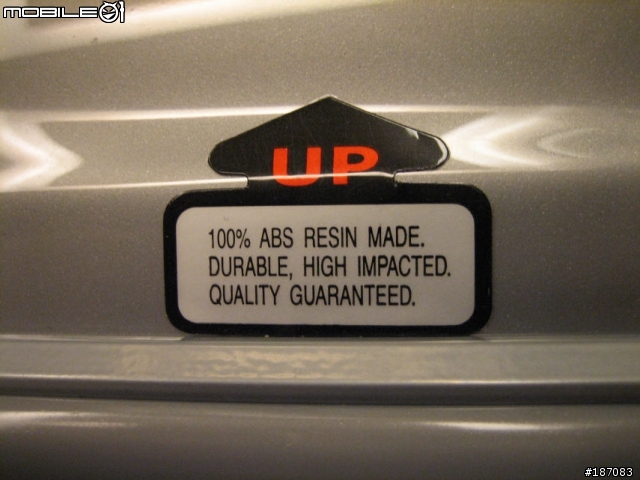 MOBILE01
UP
100% ABS RESIN MADE.
DURABLE, HIGH IMPACTED.
QUALITY GUARANTEED.
#187083